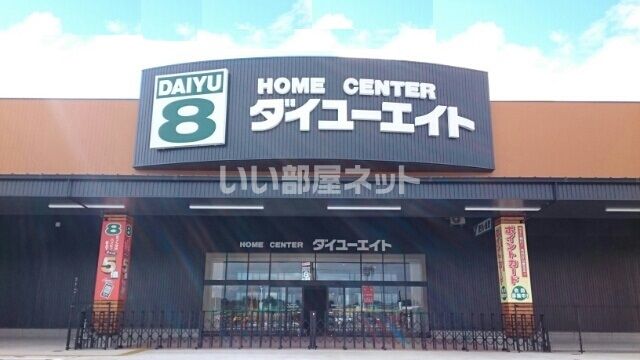 DAIYU
8
HOME CENTER
ダイユーエイト
いい部屋ネット
HOME CENTER ダイユーエイト
8
5倍
ポイントカード